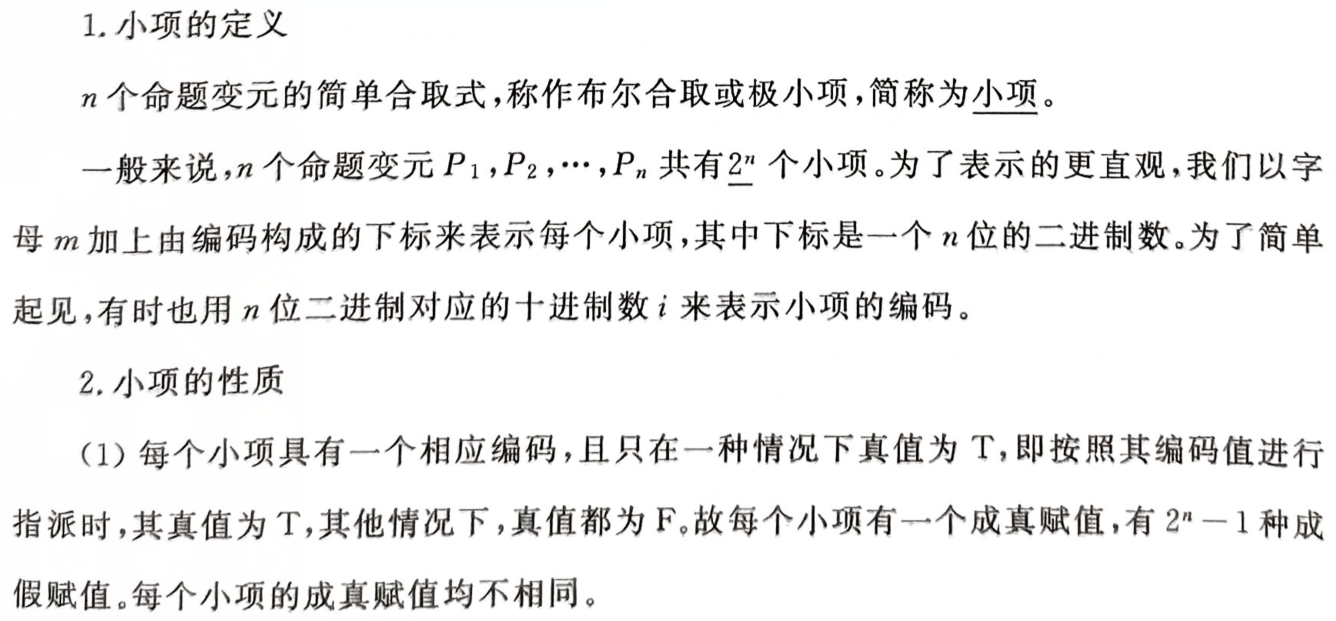 1. 小项的定义
n 个命题变元的简单合取式,称作布尔合取或极小项,简称为小项。
一般来说,n 个命题变元 P₁,P₂,…,Pₙ 共有 2ⁿ 个小项。为了表示的更直观,我们以字
母 m 加上由编码构成的下标来表示每个小项,其中下标是一个 n 位的二进制数。为了简单
起见,有时也用 n 位二进制对应的十进制数 i 来表示小项的编码。
2. 小项的性质
(1) 每个小项具有一个相应编码,且只在一种情况下真值为 T,即按照其编码值进行
指派时,其真值为 T,其他情况下,真值都为 F。故每个小项有一个成真赋值,有 2ⁿ－1 种成
假赋值。每个小项的成真赋值均不相同。